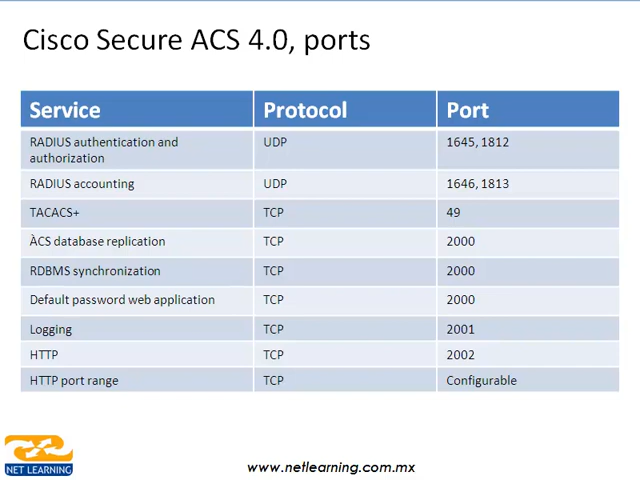 Cisco Secure ACS 4.0, ports
Service Protocol Port
RADIUS authentication and
authorization UDP 1645, 1812
RADIUS accounting UDP 1646, 1813
TACACS+ TCP 49
ÀCS database replication TCP 2000
RDBMS synchronization TCP 2000
Default password web application TCP 2000
Logging TCP 2001
HTTP TCP 2002
HTTP port range TCP Configurable
NET LEARNING
www.netlearning.com.mx